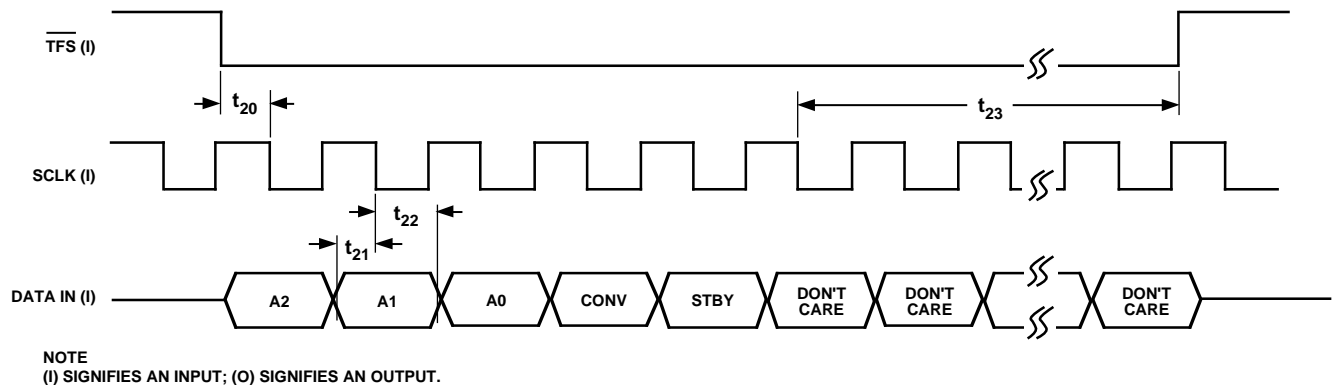 TFS (I)
t20
t23
SCLK (I)
t22
t21
DATA IN (I)
A2
A1
A0
CONV
STBY
DON'T
CARE
DON'T
CARE
DON'T
CARE
NOTE
(I) SIGNIFIES AN INPUT; (O) SIGNIFIES AN OUTPUT.